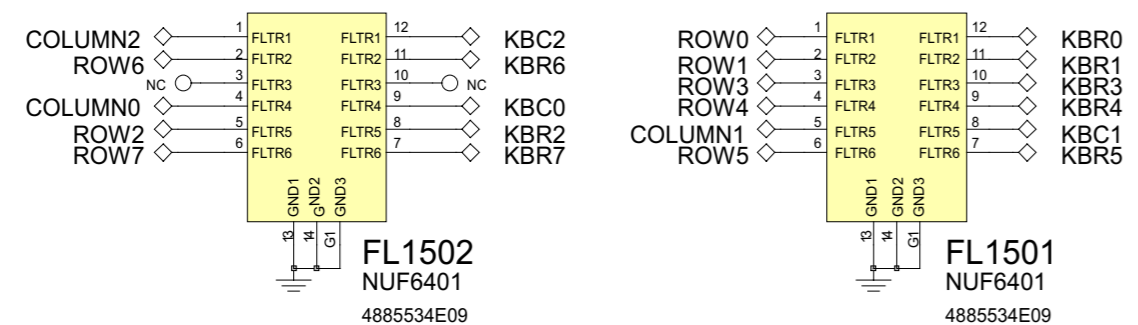 1 12
COLUMN2 FLTR1 FLTR1 KBC2
2 11
ROW6 FLTR2 FLTR2 KBR6
3 10
NC FLTR3 FLTR3 NC
4 9
COLUMN0 FLTR4 FLTR4 KBC0
5 8
ROW2 FLTR5 FLTR5 KBR2
6 7
ROW7 FLTR6 FLTR6 KBR7
GND1 GND2 GND3
13 14 G1
FL1502
NUF6401
4885534E09
1 12
ROW0 FLTR1 FLTR1 KBR0
2 11
ROW1 FLTR2 FLTR2 KBR1
3 10
ROW3 FLTR3 FLTR3 KBR3
4 9
ROW4 FLTR4 FLTR4 KBR4
5 8
COLUMN1 FLTR5 FLTR5 KBC1
6 7
ROW5 FLTR6 FLTR6 KBR5
GND1 GND2 GND3
13 14 G1
FL1501
NUF6401
4885534E09